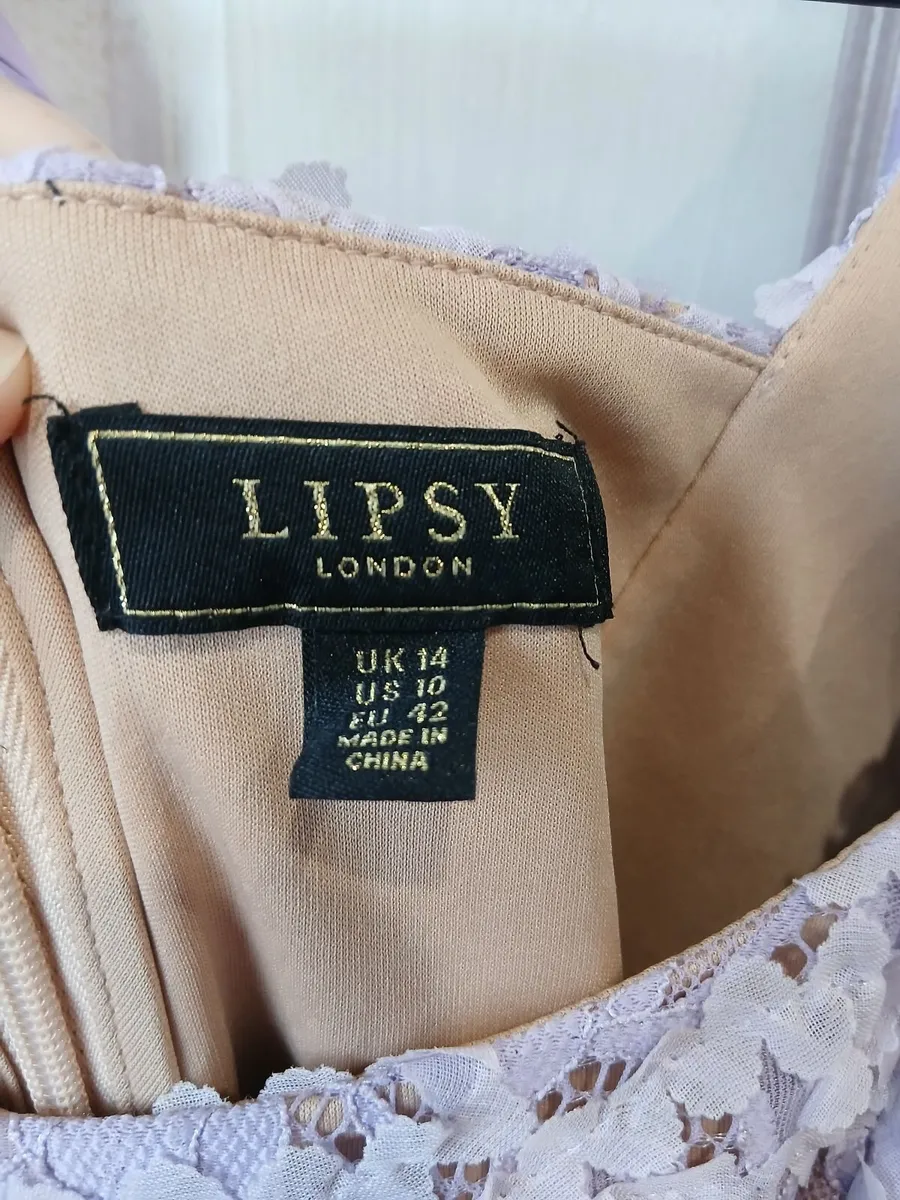 LIPSY
LONDON
UK 14
US 10
EU 42
MADE IN
CHINA